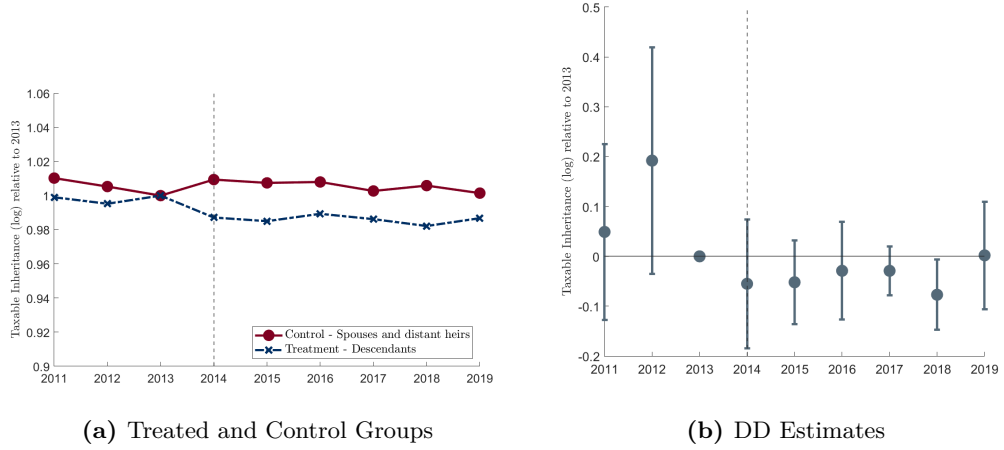 Taxable Inheritance (log) relative to 2013
1.06
1.04
1.02
1
0.98
0.96
0.94
0.92
0.9
2011 2012 2013 2014 2015 2016 2017 2018 2019
Control - Spouses and distant heirs
Treatment - Descendants
(a) Treated and Control Groups
Taxable Inheritance (log) relative to 2013
0.5
0.4
0.3
0.2
0.1
0
-0.1
-0.2
2011 2012 2013 2014 2015 2016 2017 2018 2019
(b) DD Estimates